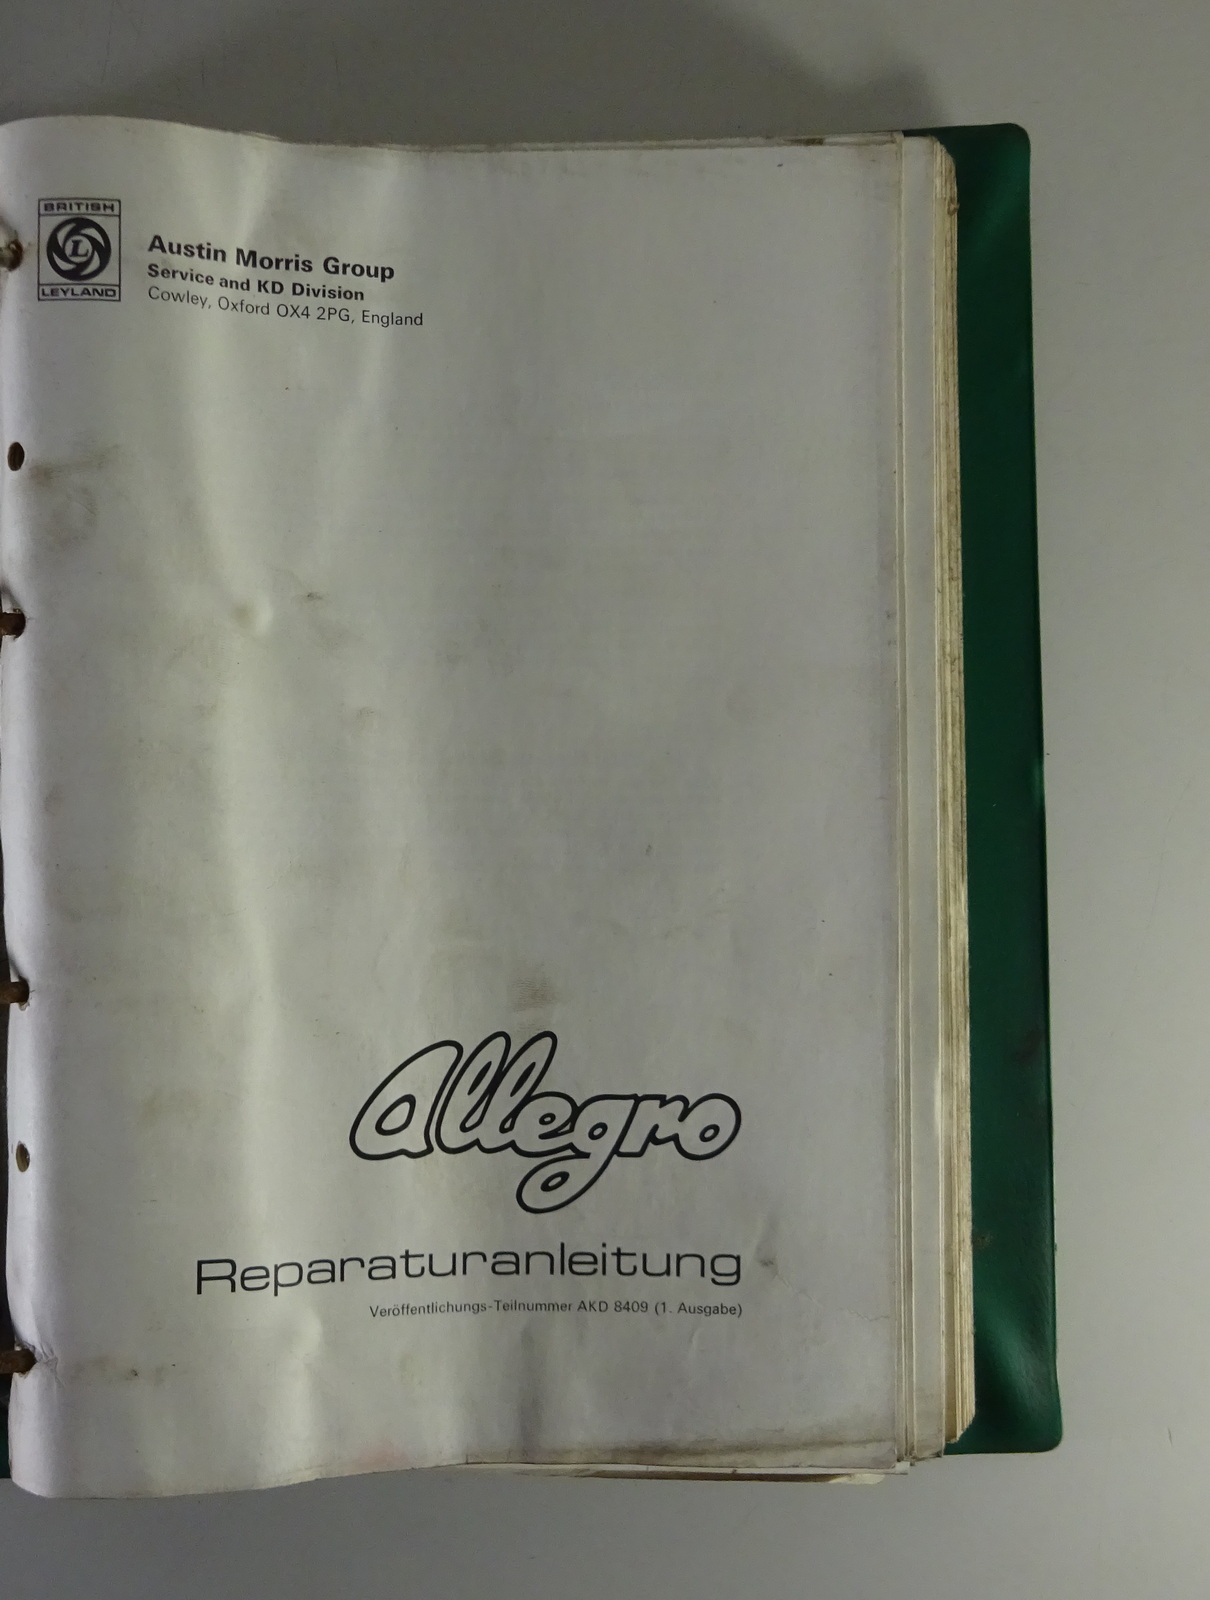 BRITISH
L
LEYLAND
Austin Morris Group
Service and KD Division
Cowley, Oxford OX4 2PG, England
Allegro
Reparaturanleitung
Veröffentlichungs-Teilnummer AKD 8409 (1. Ausgabe)